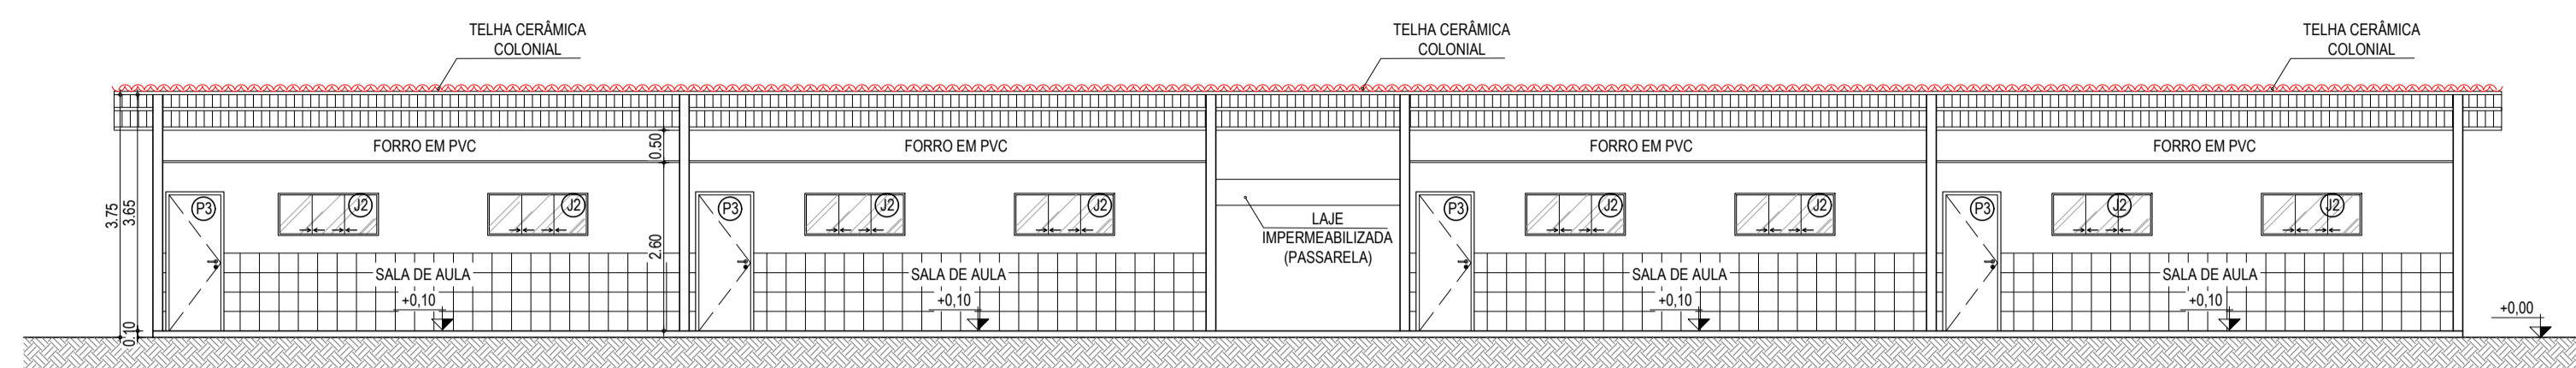 TELHA CERÂMICA
COLONIAL
TELHA CERÂMICA
COLONIAL
TELHA CERÂMICA
COLONIAL
FORRO EM PVC
FORRO EM PVC
FORRO EM PVC
FORRO EM PVC
0.50
3.75
3.65
2.60
0.10
P3
J2
J2
P3
J2
J2
P3
J2
J2
P3
J2
J2
LAJE
IMPERMEABILIZADA
(PASSARELA)
SALA DE AULA
+0,10
SALA DE AULA
+0,10
SALA DE AULA
+0,10
SALA DE AULA
+0,10
+0,00